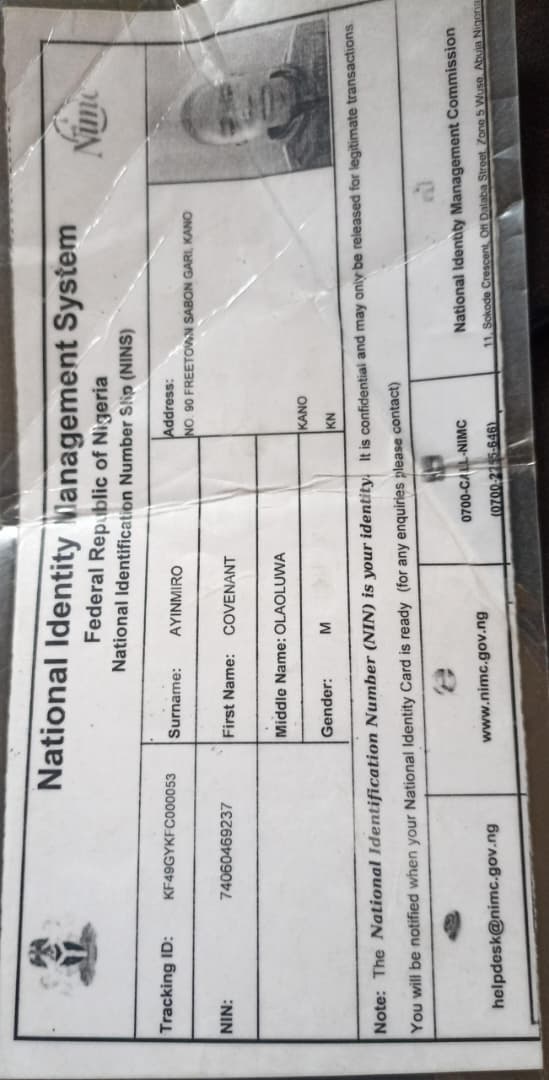 National Identity Management System
Federal Republic of Nigeria
National Identification Number Slip (NINS)
Nimc
Tracking ID: KF49GYKFC000053
Surname: AYINMIRO
Address:
NO. 90 FREETOWN SABON GARI, KANO
NIN: 74060469237
First Name: COVENANT
Middle Name: OLAOLUWA
Gender: M
KANO
KN
Note: The National Identification Number (NIN) is your identity. It is confidential and may only be released for legitimate transactions
You will be notified when your National Identity Card is ready (for any enquiries please contact)
helpdesk@nimc.gov.ng
www.nimc.gov.ng
0700-CALL-NIMC
(0700-2255-646)
National Identity Management Commission
11, Sokode Crescent, Off Dalaba Street, Zone 5 Wuse, Abuja Nigeria